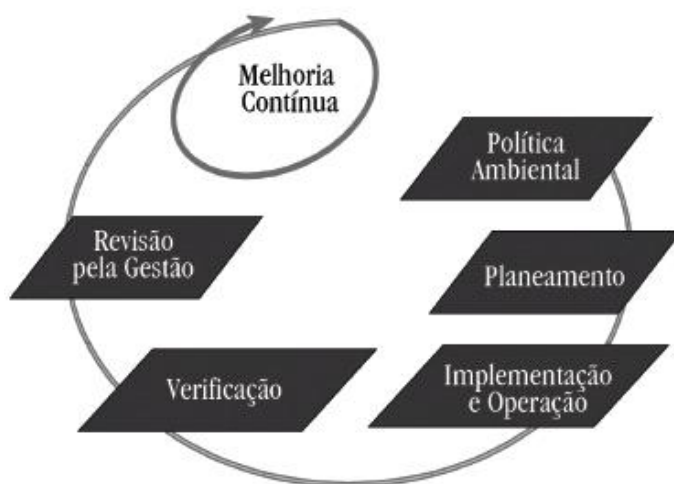 Melhoria
Contínua
Política
Ambiental
Planeamento
Implementação
e Operação
Verificação
Revisão
pela Gestão